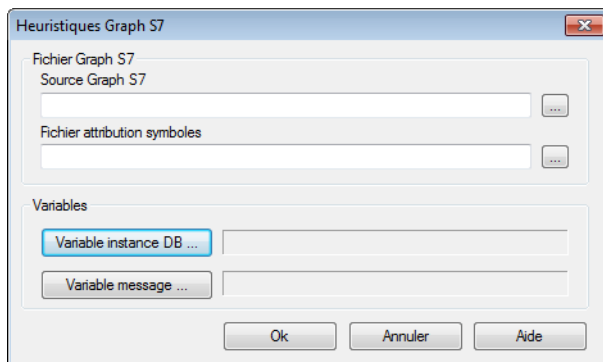 Heuristiques Graph S7
Fichier Graph S7
Source Graph S7
...
Fichier attribution symboles
...
Variables
Variable instance DB ...
Variable message ...
Ok
Annuler
Aide